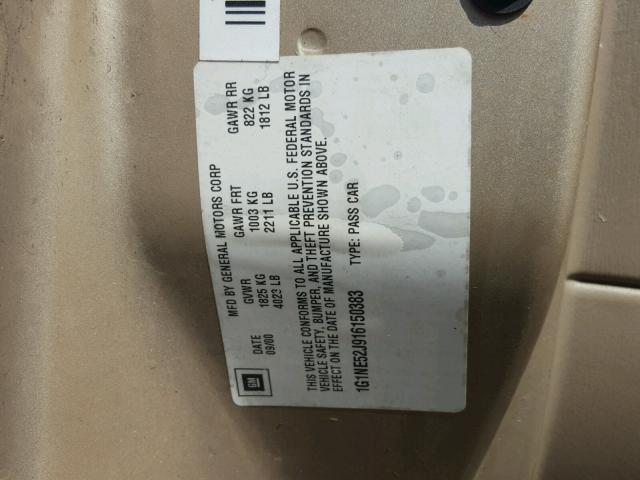 GM
MFD BY GENERAL MOTORS CORP
DATE GVWR GAWR FRT GAWR RR
09/00 1825 KG 1003 KG 822 KG
4023 LB 2211 LB 1812 LB
THIS VEHICLE CONFORMS TO ALL APPLICABLE U.S. FEDERAL MOTOR
VEHICLE SAFETY, BUMPER, AND THEFT PREVENTION STANDARDS IN
EFFECT ON THE DATE OF MANUFACTURE SHOWN ABOVE.
1G1NE52J916150383 TYPE: PASS CAR